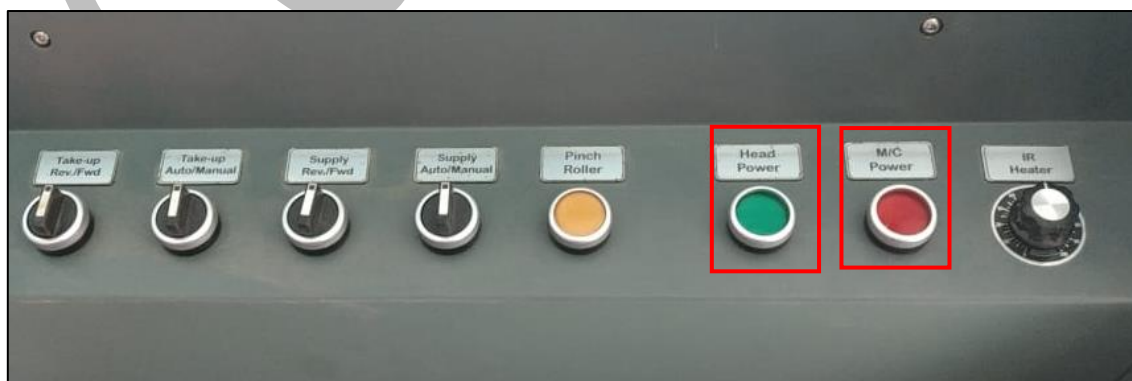 Take-up
Rev./Fwd
Take-up
Auto/Manual
Supply
Rev./Fwd
Supply
Auto/Manual
Pinch
Roller
Head
Power
M/C
Power
IR
Heater